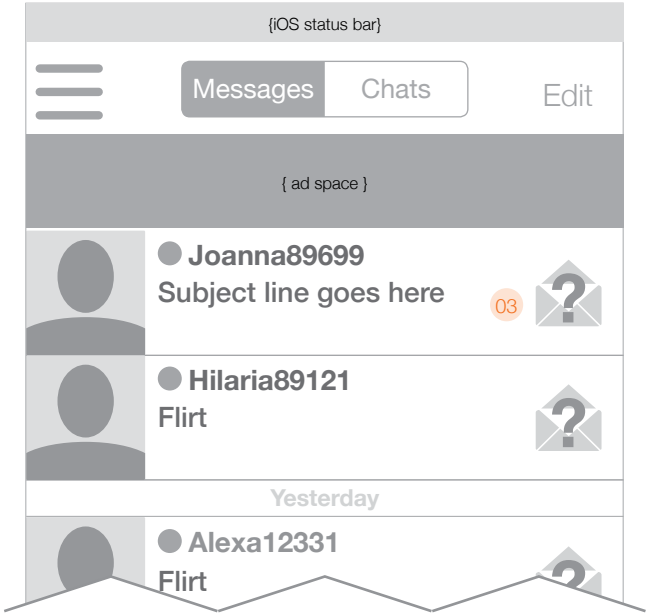 {iOS status bar}
Messages Chats Edit
{ ad space }
Joanna89699
Subject line goes here
03
?
Hilaria89121
Flirt
?
Yesterday
Alexa12331
Flirt
?